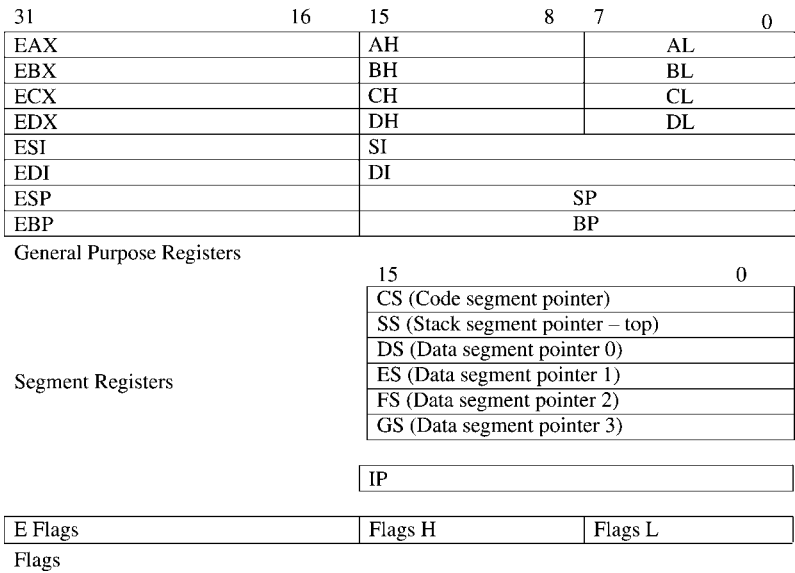 31 16 15 8 7 0
EAX AH AL
EBX BH BL
ECX CH CL
EDX DH DL
ESI SI
EDI DI
ESP SP
EBP BP
General Purpose Registers
15 0
CS (Code segment pointer)
SS (Stack segment pointer – top)
DS (Data segment pointer 0)
ES (Data segment pointer 1)
Segment Registers
FS (Data segment pointer 2)
GS (Data segment pointer 3)
IP
E Flags Flags H Flags L
Flags